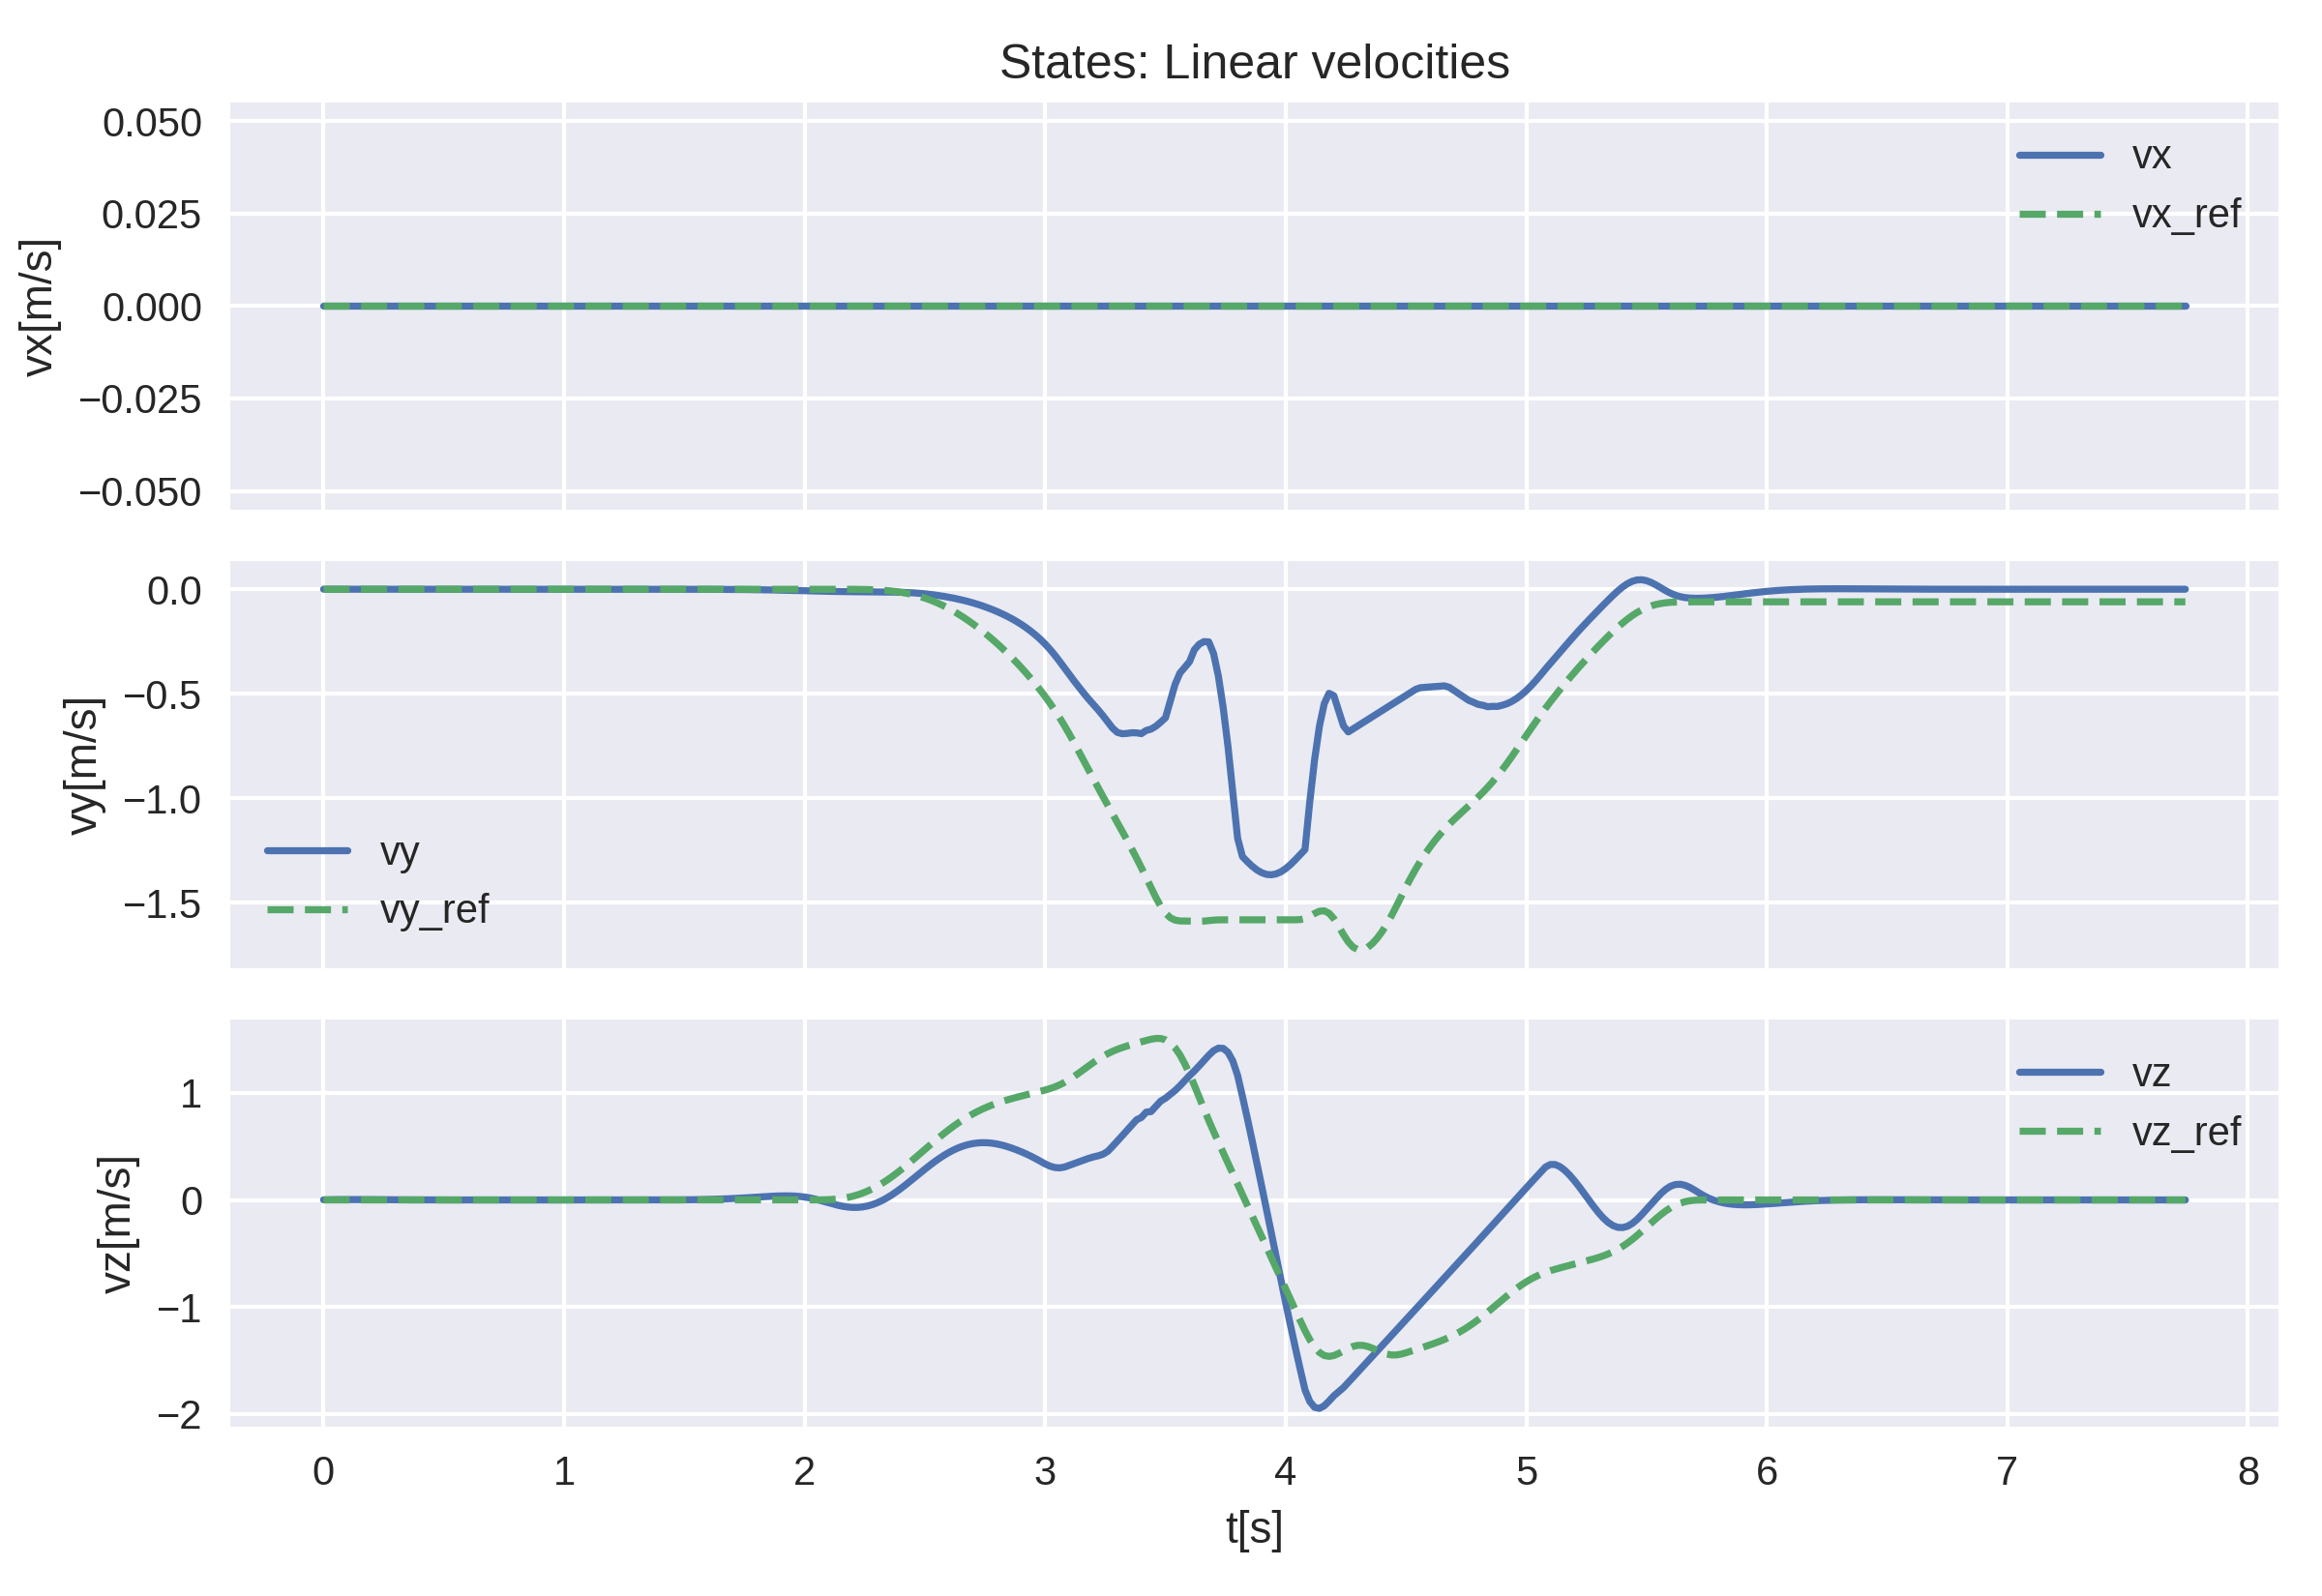 States: Linear velocities
0.050
0.025
0.000
−0.025
−0.050
vx[m/s]
vx
vx_ref
0.0
−0.5
−1.0
−1.5
vy[m/s]
vy
vy_ref
1
0
−1
−2
vz[m/s]
vz
vz_ref
0 1 2 3 4 5 6 7 8
t[s]